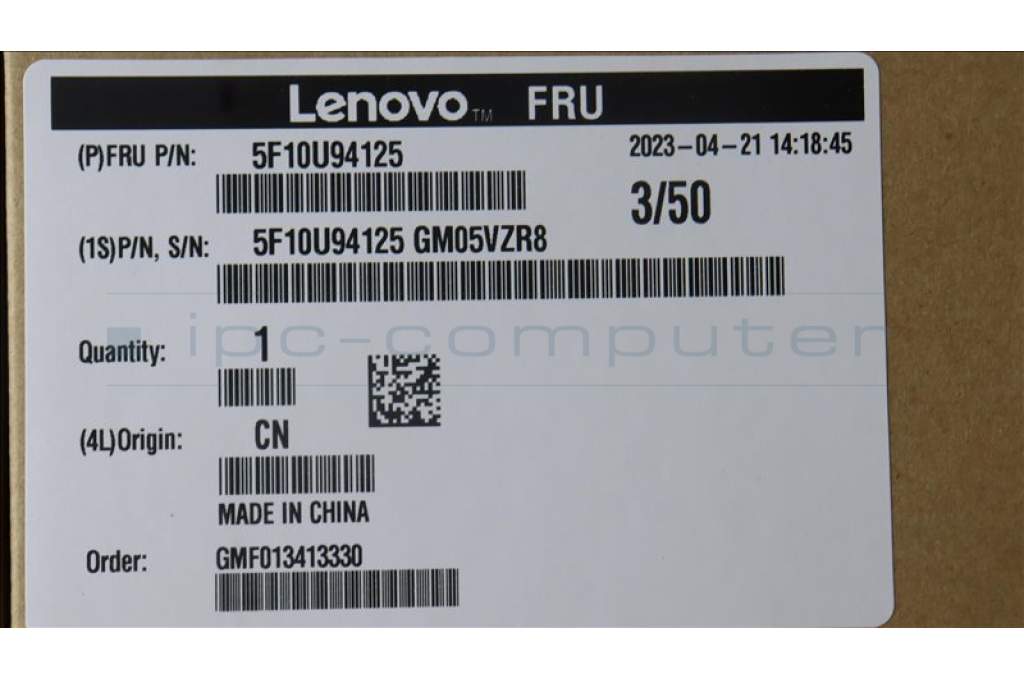 Lenovo™ FRU
(P)FRU P/N: 5F10U94125
2023-04-21 14:18:45
3/50
(1S)P/N, S/N: 5F10U94125 GM05VZR8
ipc-computer
Quantity: 1
(4L)Origin: CN
MADE IN CHINA
Order: GMF013413330